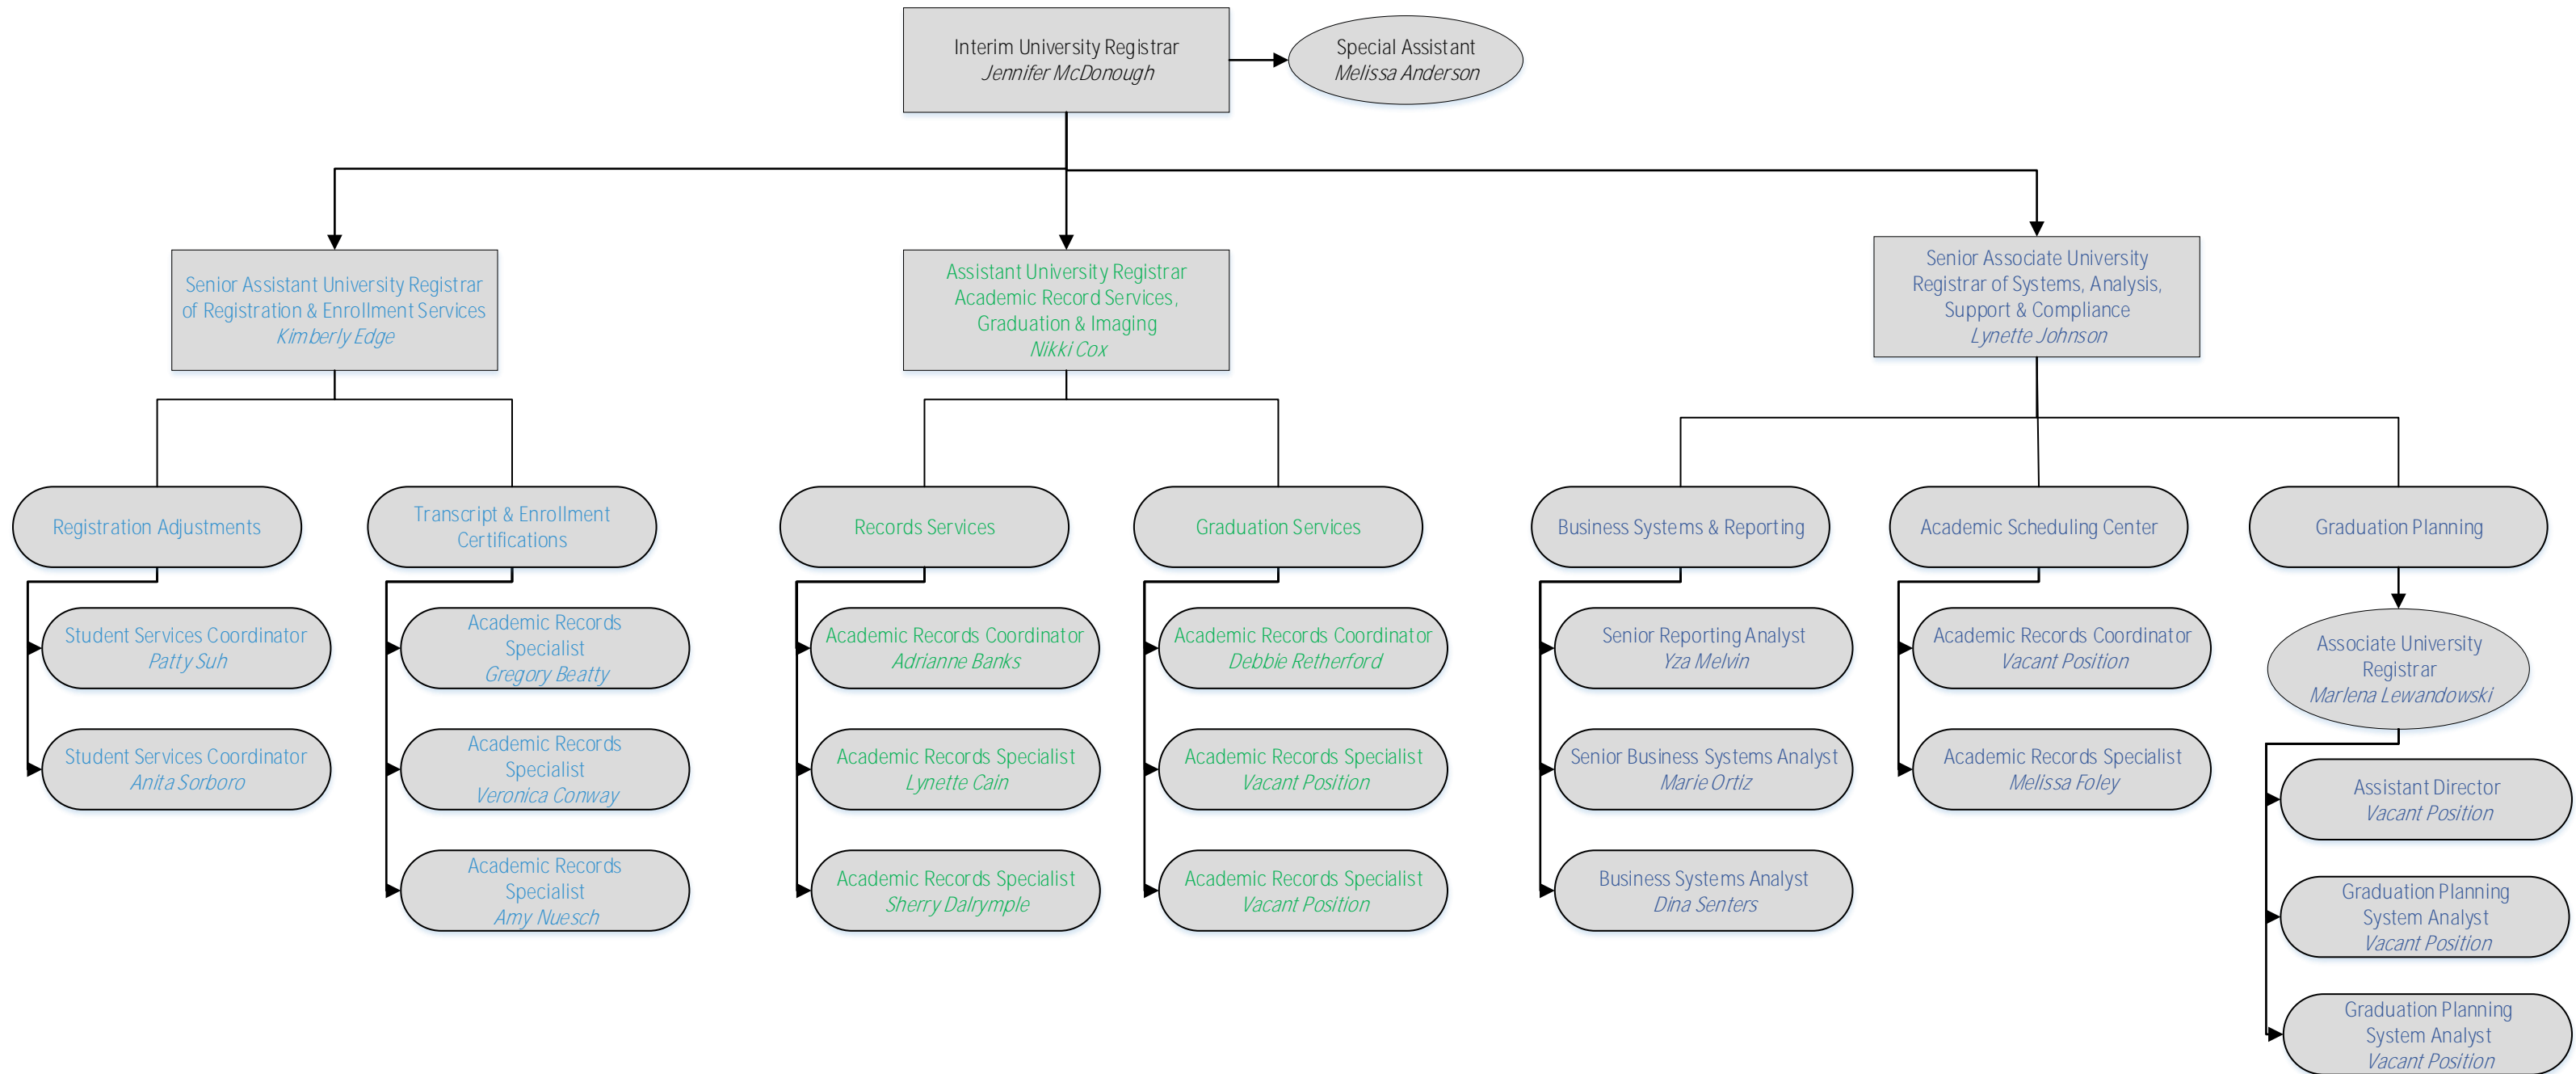 Interim University Registrar
Jennifer McDonough
Special Assistant
Melissa Anderson
Senior Assistant University Registrar
of Registration & Enrollment Services
Kimberly Edge
Assistant University Registrar
Academic Record Services,
Graduation & Imaging
Nikki Cox
Senior Associate University
Registrar of Systems, Analysis,
Support & Compliance
Lynette Johnson
Registration Adjustments
Student Services Coordinator
Patty Suh
Student Services Coordinator
Anita Sorboro
Transcript & Enrollment
Certifications
Academic Records
Specialist
Gregory Beatty
Academic Records
Specialist
Veronica Conway
Academic Records
Specialist
Amy Nuesch
Records Services
Academic Records Coordinator
Adrianne Banks
Academic Records Specialist
Lynette Cain
Academic Records Specialist
Sherry Dalrymple
Graduation Services
Academic Records Coordinator
Debbie Retherford
Academic Records Specialist
Vacant Position
Academic Records Specialist
Vacant Position
Business Systems & Reporting
Senior Reporting Analyst
Yza Melvin
Senior Business Systems Analyst
Marie Ortiz
Business Systems Analyst
Dina Senters
Academic Scheduling Center
Academic Records Coordinator
Vacant Position
Academic Records Specialist
Melissa Foley
Graduation Planning
Associate University
Registrar
Marlena Lewandowski
Assistant Director
Vacant Position
Graduation Planning
System Analyst
Vacant Position
Graduation Planning
System Analyst
Vacant Position